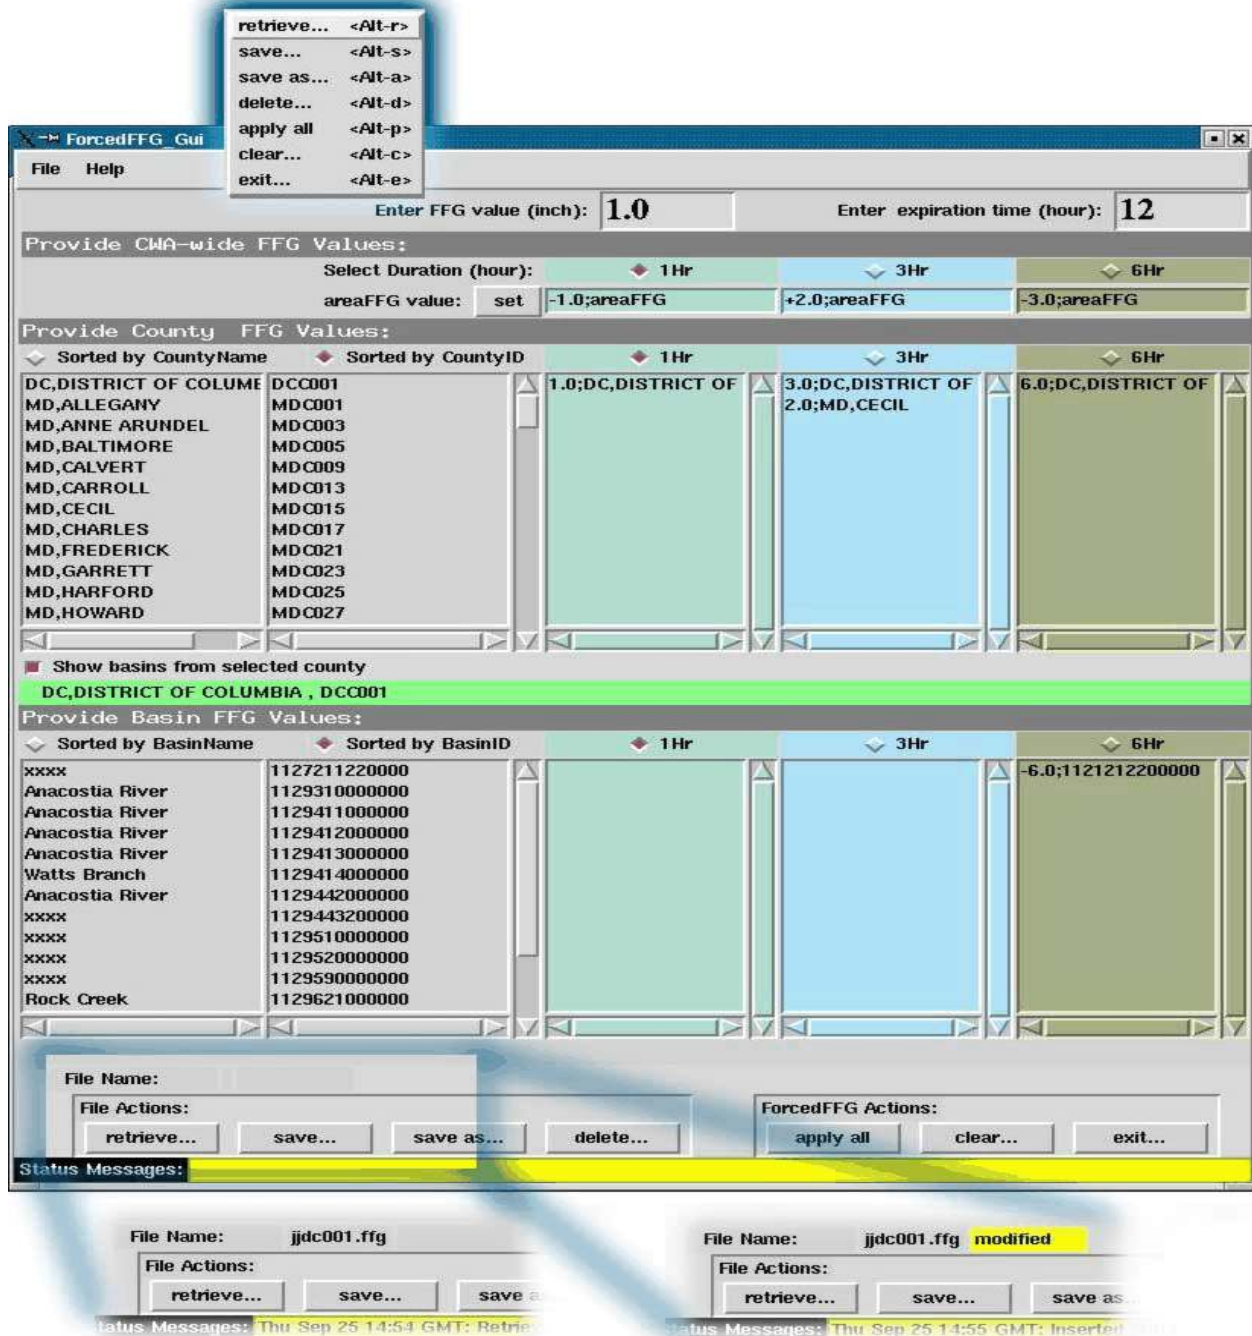 retrieve... <Alt-r>
save... <Alt-s>
save as... <Alt-a>
delete... <Alt-d>
apply all <Alt-p>
clear... <Alt-c>
exit... <Alt-e>
ForcedFFG_Gui
File Help
Enter FFG value (inch): 1.0 Enter expiration time (hour): 12
Provide CWA-wide FFG Values:
Select Duration (hour): 1Hr 3Hr 6Hr
areaFFG value: set -1.0;areaFFG +2.0;areaFFG -3.0;areaFFG
Provide County FFG Values:
Sorted by CountyName Sorted by CountyID 1Hr 3Hr 6Hr
DC,DISTRICT OF COLUME DCC001 1.0;DC,DISTRICT OF 3.0;DC,DISTRICT OF 6.0;DC,DISTRICT OF
MD,ALLEGANY MDC001 2.0;MD,CECIL
MD,ANNE ARUNDEL MDC003
MD,BALTIMORE MDC005
MD,CALVERT MDC009
MD,CARROLL MDC013
MD,CECIL MDC015
MD,CHARLES MDC017
MD,FREDERICK MDC021
MD,GARRETT MDC023
MD,HARFORD MDC025
MD,HOWARD MDC027
Show basins from selected county
DC,DISTRICT OF COLUMBIA , DCC001
Provide Basin FFG Values:
Sorted by BasinName Sorted by BasinID 1Hr 3Hr 6Hr
xxxx 1127211220000 -6.0;1121212200000
Anacostia River 1129310000000
Anacostia River 1129411000000
Anacostia River 1129412000000
Anacostia River 1129413000000
Watts Branch 1129414000000
Anacostia River 1129442000000
xxxx 1129443200000
xxxx 1129510000000
xxxx 1129520000000
xxxx 1129590000000
Rock Creek 1129621000000
File Name:
File Actions: ForcedFFG Actions:
retrieve... save... save as... delete... apply all clear... exit...
Status Messages:
File Name: jjdc001.ffg
File Actions:
retrieve... save... save a
atus Messages: Thu Sep 25 14:54 GMT: Retrie
File Name: jjdc001.ffg modified
File Actions:
retrieve... save... save as
atus Messages: Thu Sep 25 14:55 GMT: Inserted